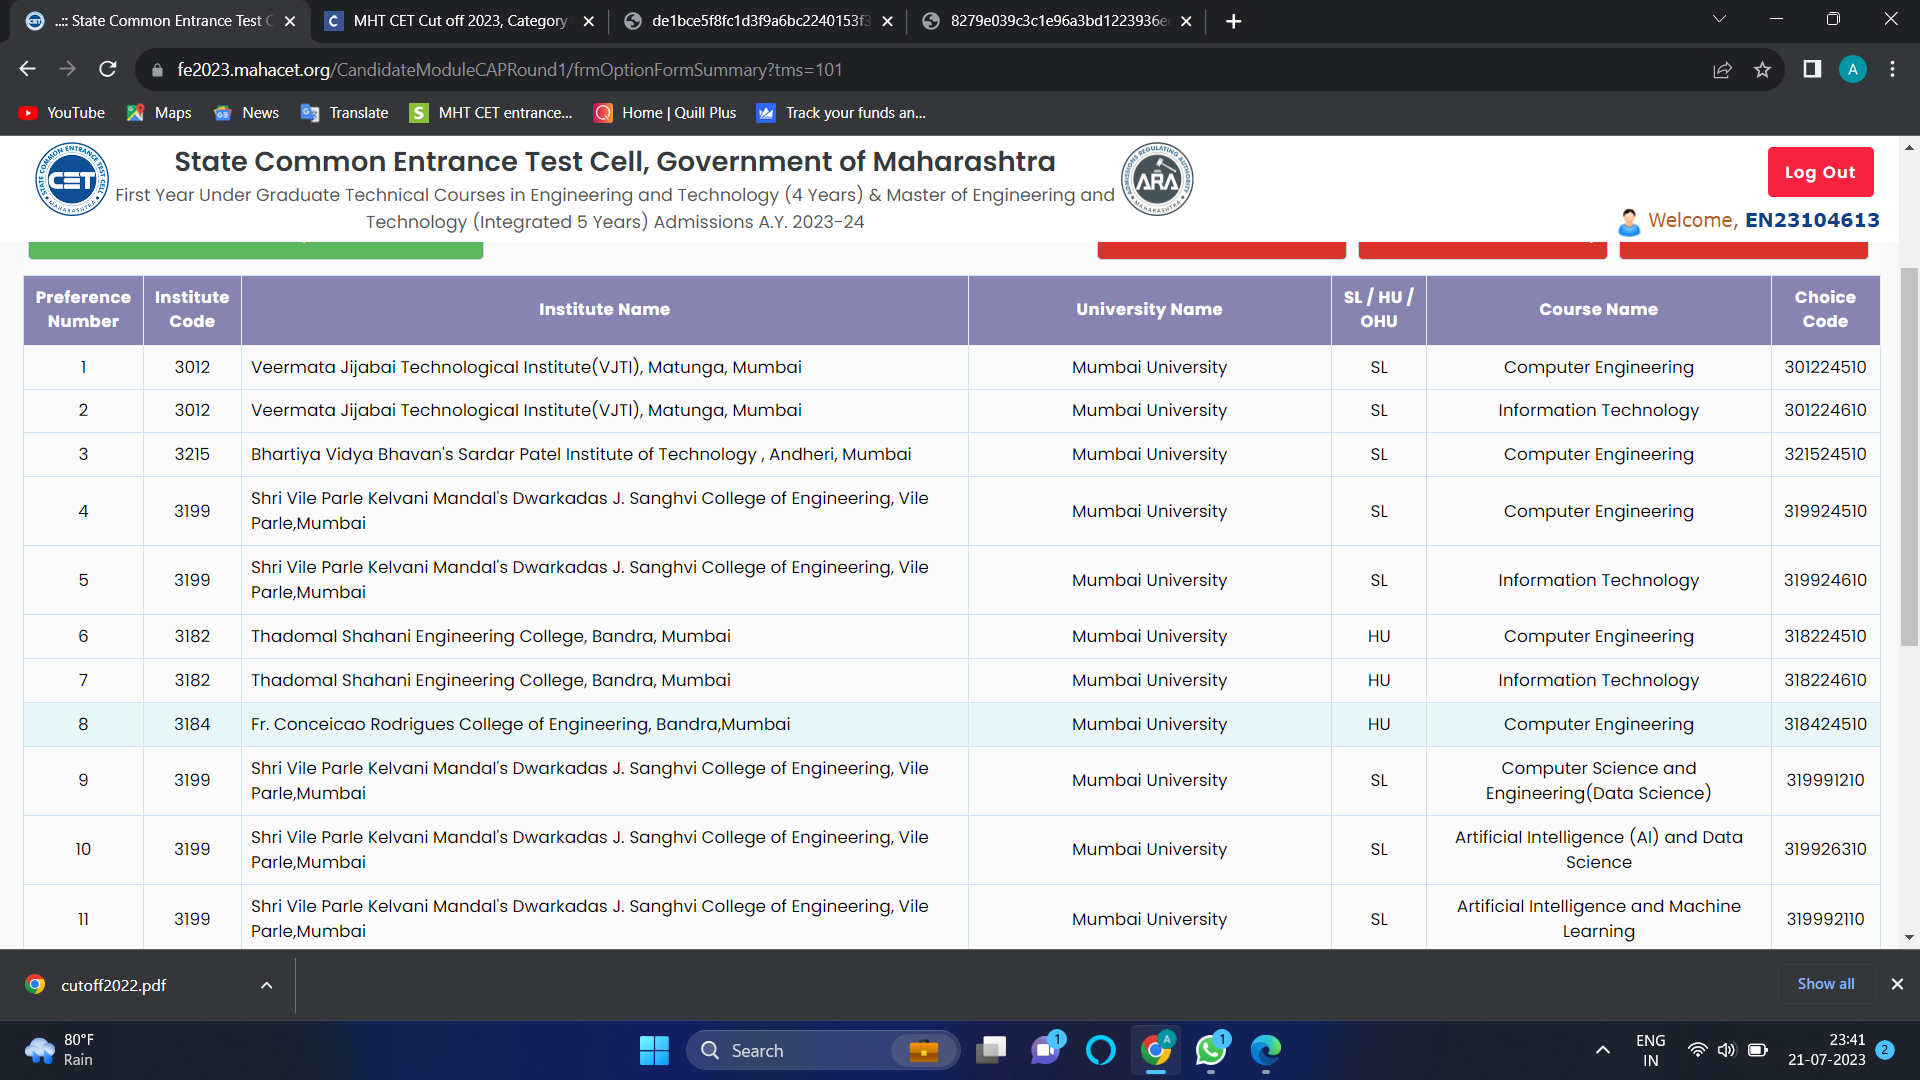 ..:: State Common Entrance Test C
MHT CET Cut off 2023, Category
de1bce5f8fc1d3f9a6bc2240153f3
8279e039c3c1e96a3bd1223936e
fe2023.mahacet.org/CandidateModuleCAPRound1/frmOptionFormSummary?tms=101
A
YouTube
Maps
News
Translate
MHT CET entrance...
Home | Quill Plus
Track your funds an...
State Common Entrance Test Cell, Government of Maharashtra
First Year Under Graduate Technical Courses in Engineering and Technology (4 Years) & Master of Engineering and
Technology (Integrated 5 Years) Admissions A.Y. 2023-24
STATE COMMON ENTRANCE TEST CELL
CET
MAHARASHTRA
ADMISSIONS REGULATING AUTHORITY
ARA
MAHARASHTRA
Log Out
Welcome, EN23104613
Preference Number Institute Code Institute Name University Name SL / HU / OHU Course Name Choice Code
1 3012 Veermata Jijabai Technological Institute(VJTI), Matunga, Mumbai Mumbai University SL Computer Engineering 301224510
2 3012 Veermata Jijabai Technological Institute(VJTI), Matunga, Mumbai Mumbai University SL Information Technology 301224610
3 3215 Bhartiya Vidya Bhavan's Sardar Patel Institute of Technology , Andheri, Mumbai Mumbai University SL Computer Engineering 321524510
4 3199 Shri Vile Parle Kelvani Mandal's Dwarkadas J. Sanghvi College of Engineering, Vile Parle,Mumbai Mumbai University SL Computer Engineering 319924510
5 3199 Shri Vile Parle Kelvani Mandal's Dwarkadas J. Sanghvi College of Engineering, Vile Parle,Mumbai Mumbai University SL Information Technology 319924610
6 3182 Thadomal Shahani Engineering College, Bandra, Mumbai Mumbai University HU Computer Engineering 318224510
7 3182 Thadomal Shahani Engineering College, Bandra, Mumbai Mumbai University HU Information Technology 318224610
8 3184 Fr. Conceicao Rodrigues College of Engineering, Bandra,Mumbai Mumbai University HU Computer Engineering 318424510
9 3199 Shri Vile Parle Kelvani Mandal's Dwarkadas J. Sanghvi College of Engineering, Vile Parle,Mumbai Mumbai University SL Computer Science and Engineering(Data Science) 319991210
10 3199 Shri Vile Parle Kelvani Mandal's Dwarkadas J. Sanghvi College of Engineering, Vile Parle,Mumbai Mumbai University SL Artificial Intelligence (AI) and Data Science 319926310
11 3199 Shri Vile Parle Kelvani Mandal's Dwarkadas J. Sanghvi College of Engineering, Vile Parle,Mumbai Mumbai University SL Artificial Intelligence and Machine Learning 319992110
cutoff2022.pdf
Show all
80°F
Rain
Search
1
A
1
ENG
IN
23:41
21-07-2023
2